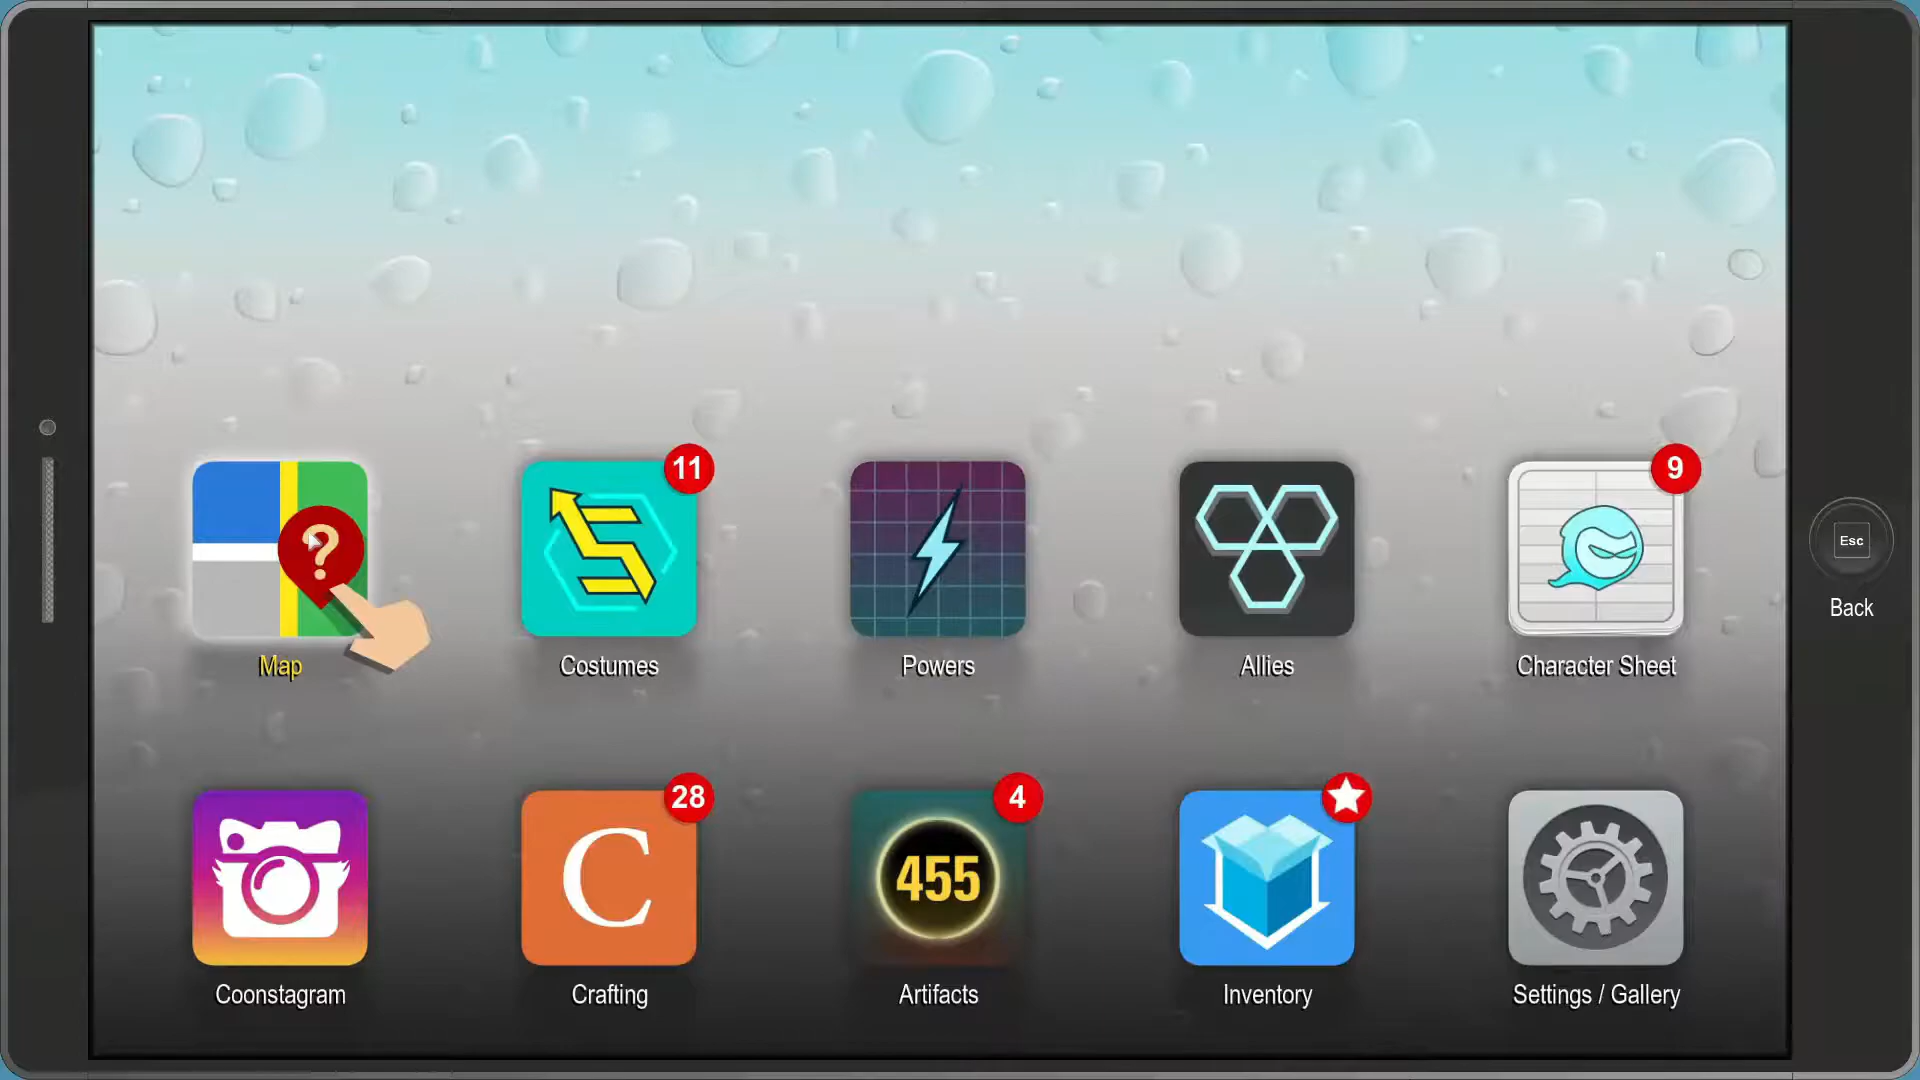 11
9
?
Esc
Map
Costumes
Powers
Allies
Character Sheet
Back
28
4
C
455
Coonstagram
Crafting
Artifacts
Inventory
Settings / Gallery